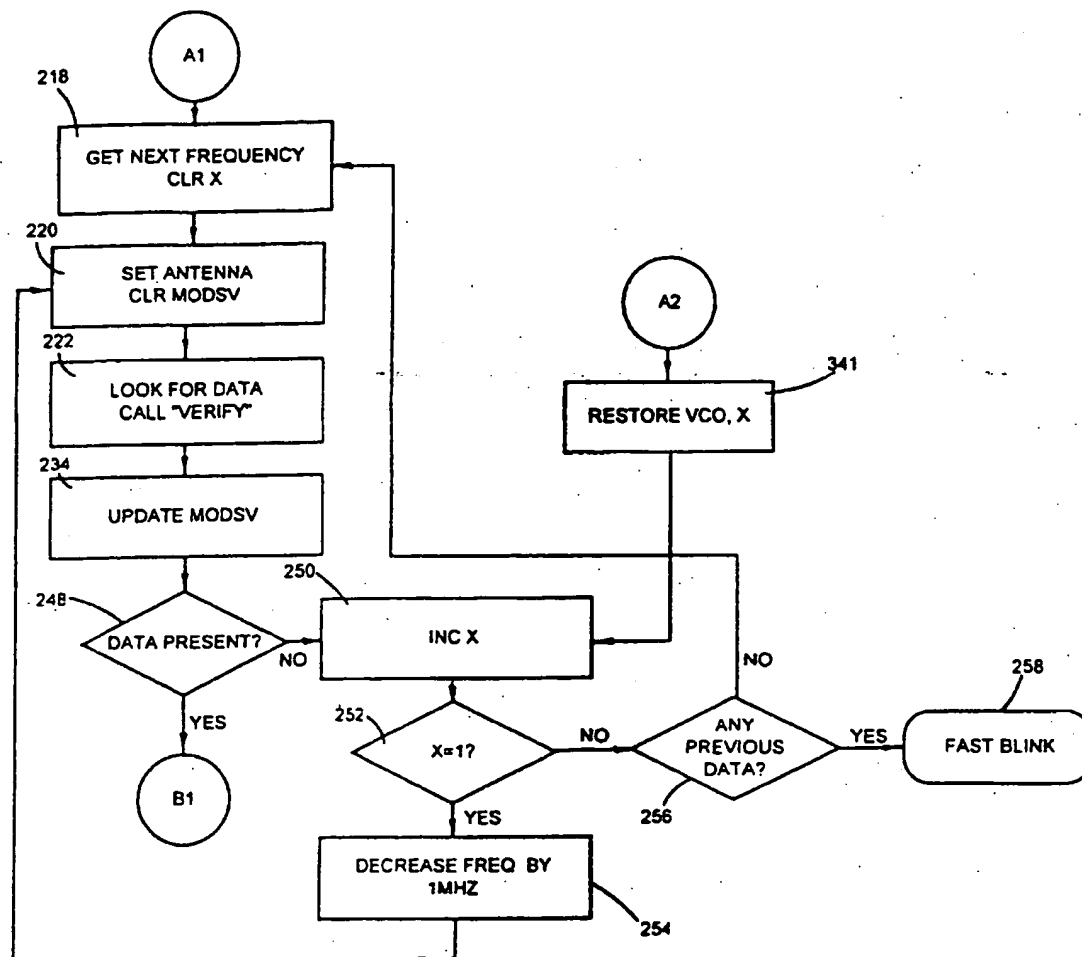 A1
218
GET NEXT FREQUENCY
CLR X
220
SET ANTENNA
CLR MODSV
A2
222
LOOK FOR DATA
CALL "VERIFY"
341
RESTORE VCO, X
234
UPDATE MODSV
248
DATA PRESENT?
NO
YES
B1
250
INC X
252
X=1?
NO
YES
NO
ANY
PREVIOUS
DATA?
256
YES
258
FAST BLINK
DECREASE FREQ BY
1MHZ
254